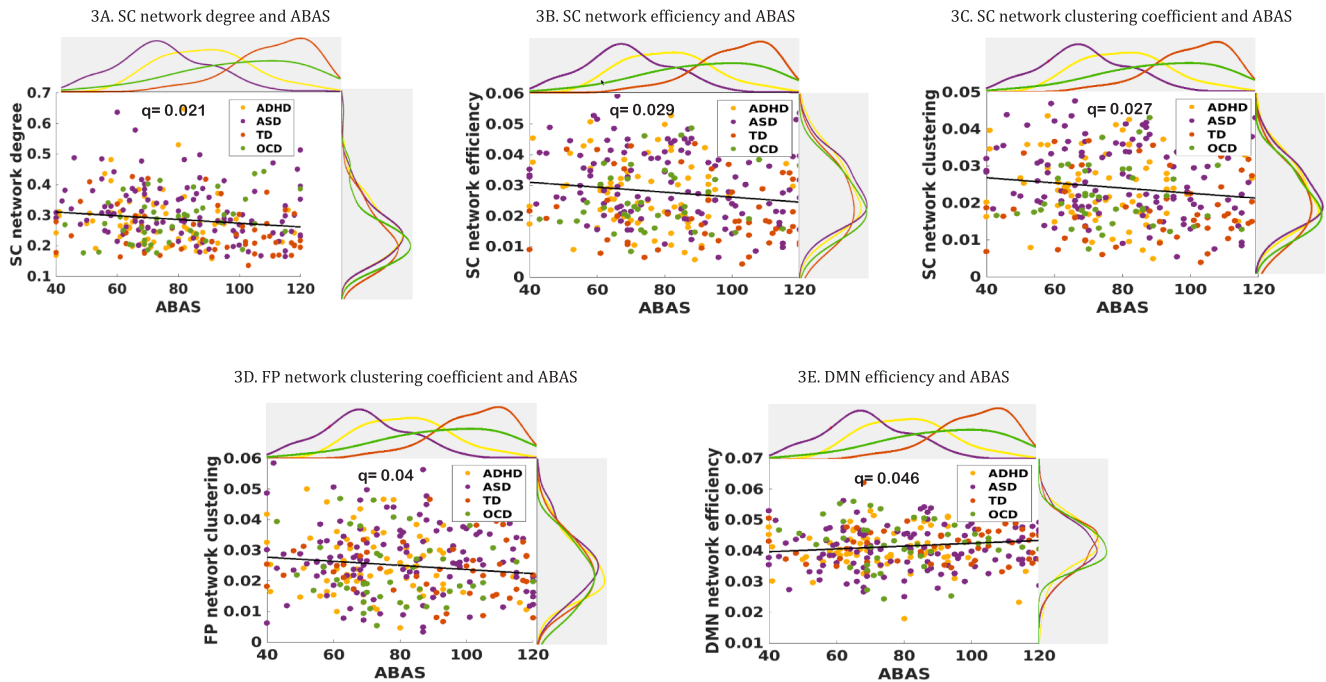 3A. SC network degree and ABAS
SC network degree
0.7
0.6
0.5
0.4
0.3
0.2
0.1
q= 0.021
ADHD
ASD
TD
OCD
40 60 80 100 120
ABAS
3B. SC network efficiency and ABAS
SC network efficiency
0.06
0.05
0.04
0.03
0.02
0.01
0
q= 0.029
ADHD
ASD
TD
OCD
40 60 80 100 120
ABAS
3C. SC network clustering coefficient and ABAS
SC network clustering
0.05
0.04
0.03
0.02
0.01
0
q= 0.027
ADHD
ASD
TD
OCD
40 60 80 100 120
ABAS
3D. FP network clustering coefficient and ABAS
FP network clustering
0.06
0.05
0.04
0.03
0.02
0.01
0
q= 0.04
ADHD
ASD
TD
OCD
40 60 80 100 120
ABAS
3E. DMN efficiency and ABAS
DMN network efficiency
0.07
0.06
0.05
0.04
0.03
0.02
0.01
q= 0.046
ADHD
ASD
TD
OCD
40 60 80 100 120
ABAS